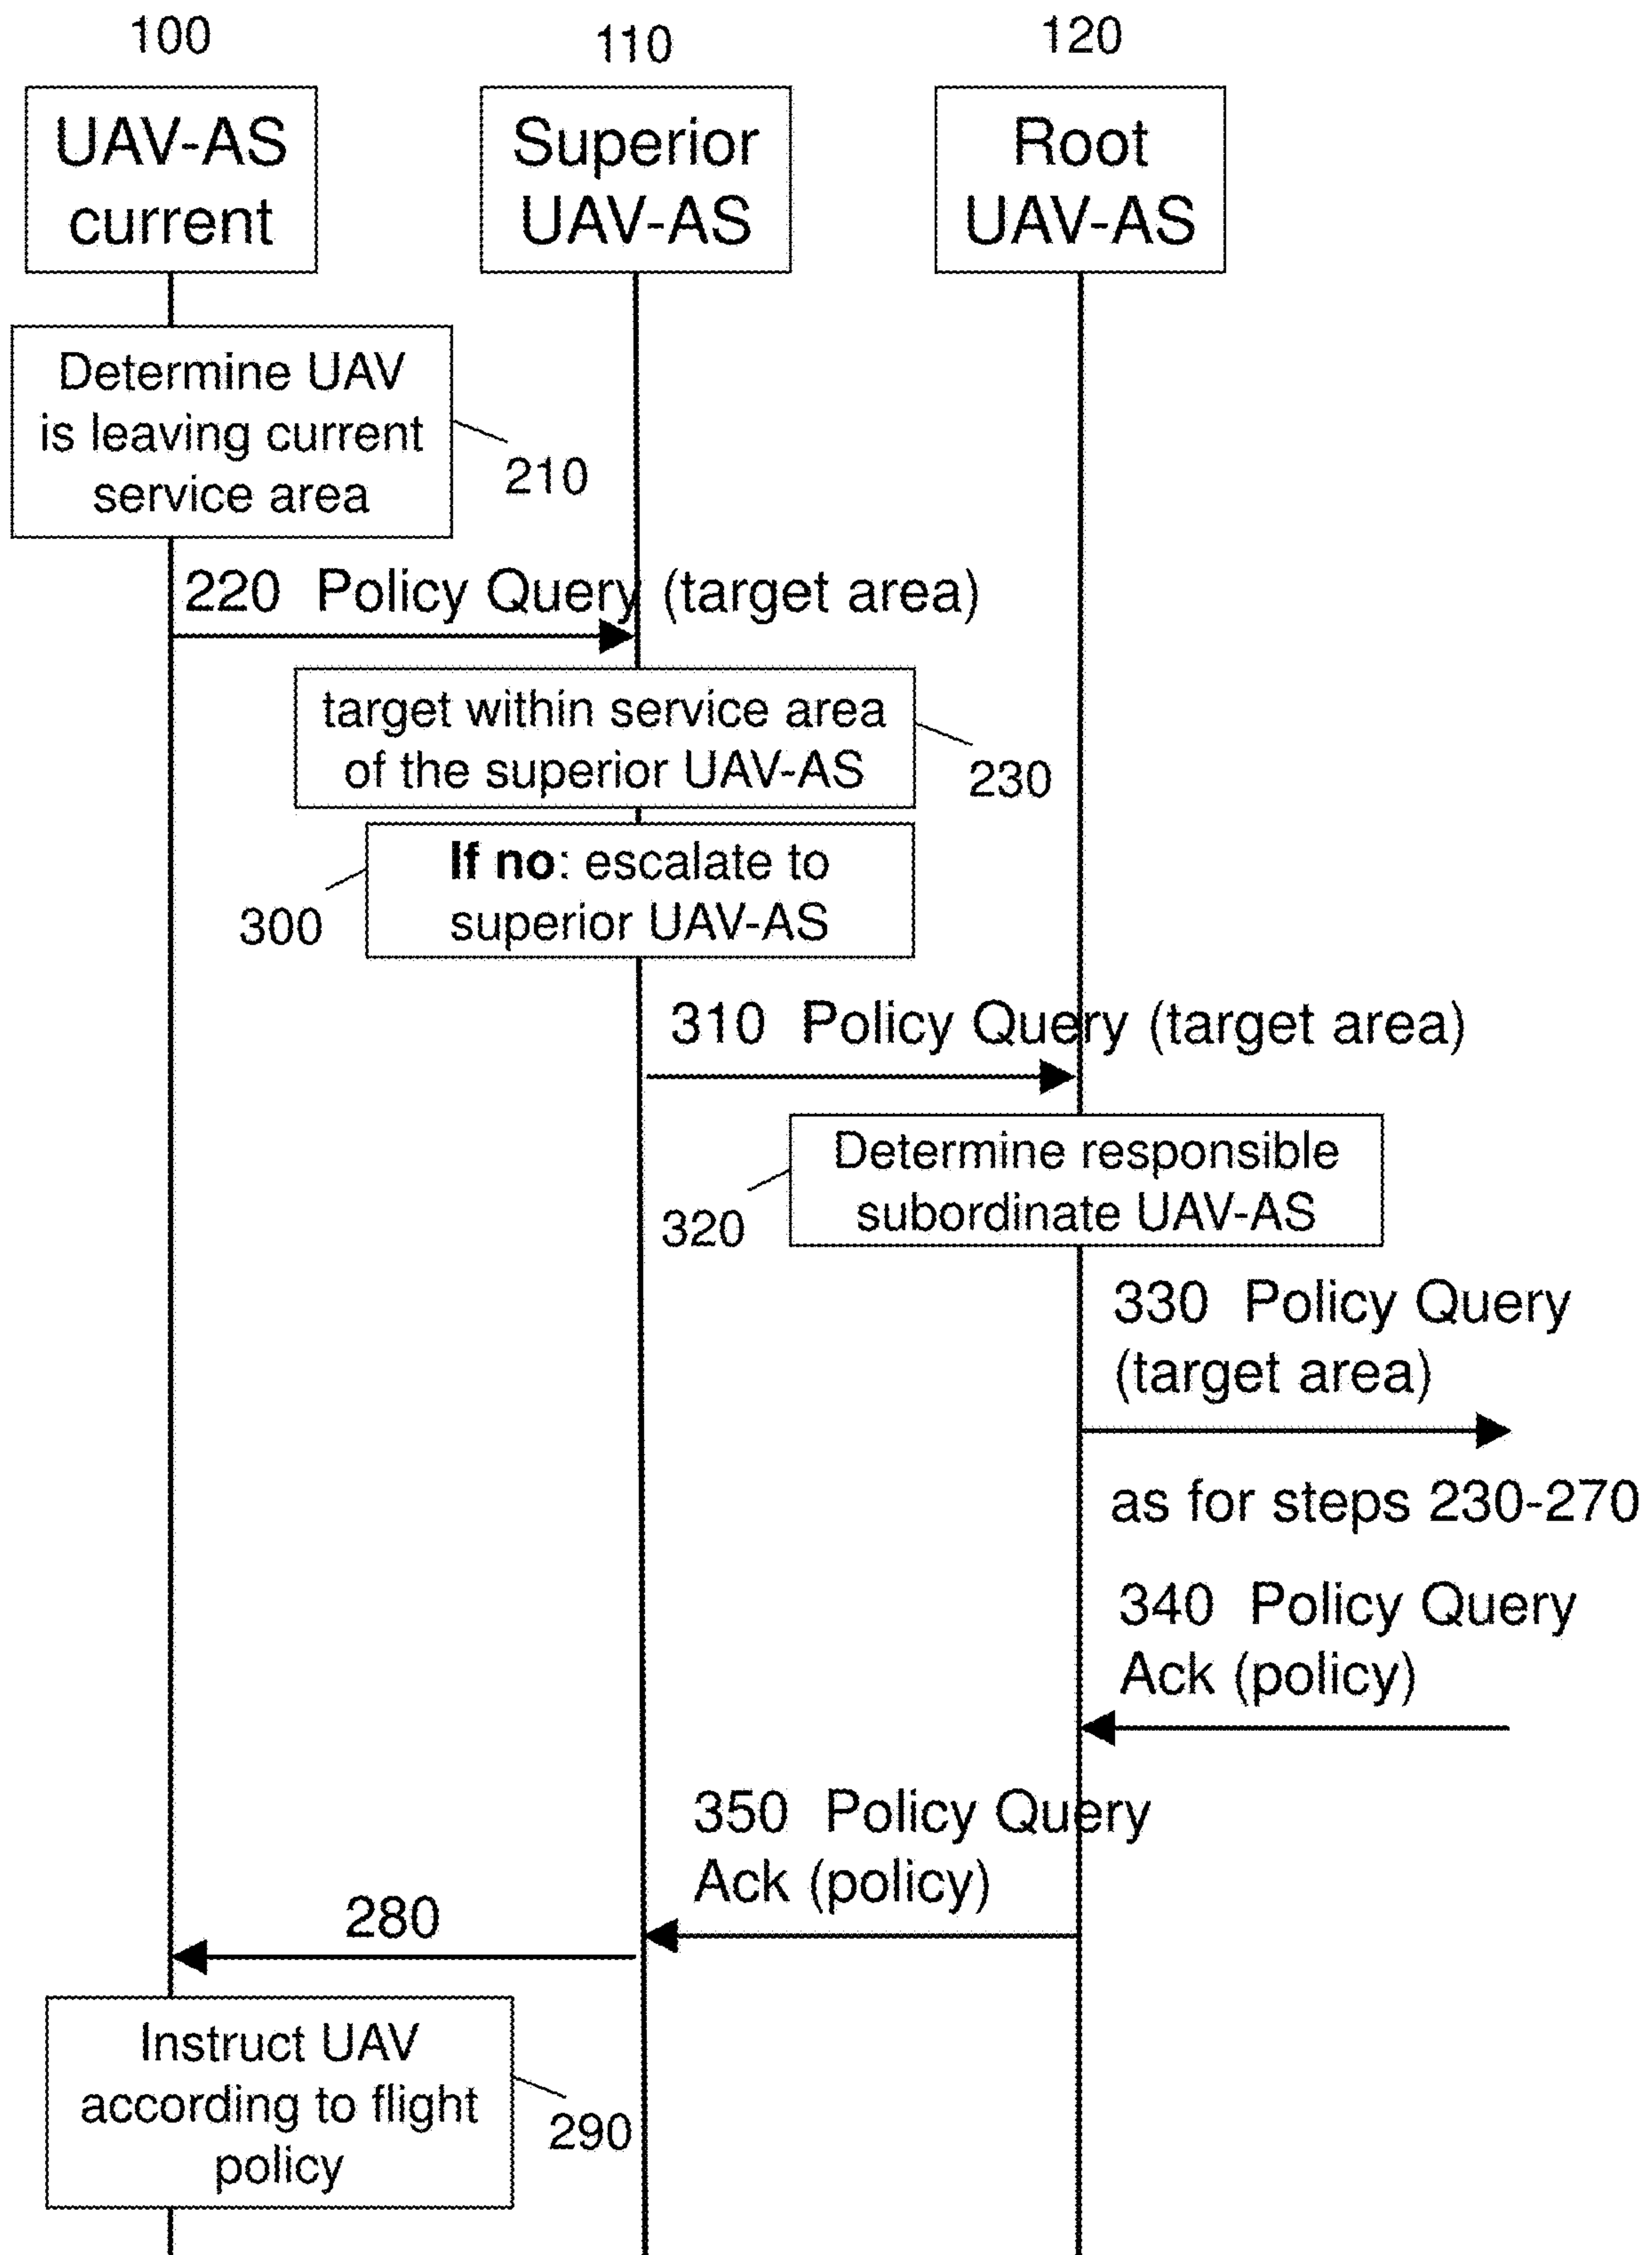 100
110
120
UAV-AS
current
Superior
UAV-AS
Root
UAV-AS
Determine UAV
is leaving current
service area
210
220 Policy Query (target area)
target within service area
of the superior UAV-AS
230
If no: escalate to
superior UAV-AS
300
310 Policy Query (target area)
Determine responsible
subordinate UAV-AS
320
330 Policy Query
(target area)
as for steps 230-270
340 Policy Query
Ack (policy)
350 Policy Query
Ack (policy)
280
Instruct UAV
according to flight
policy
290